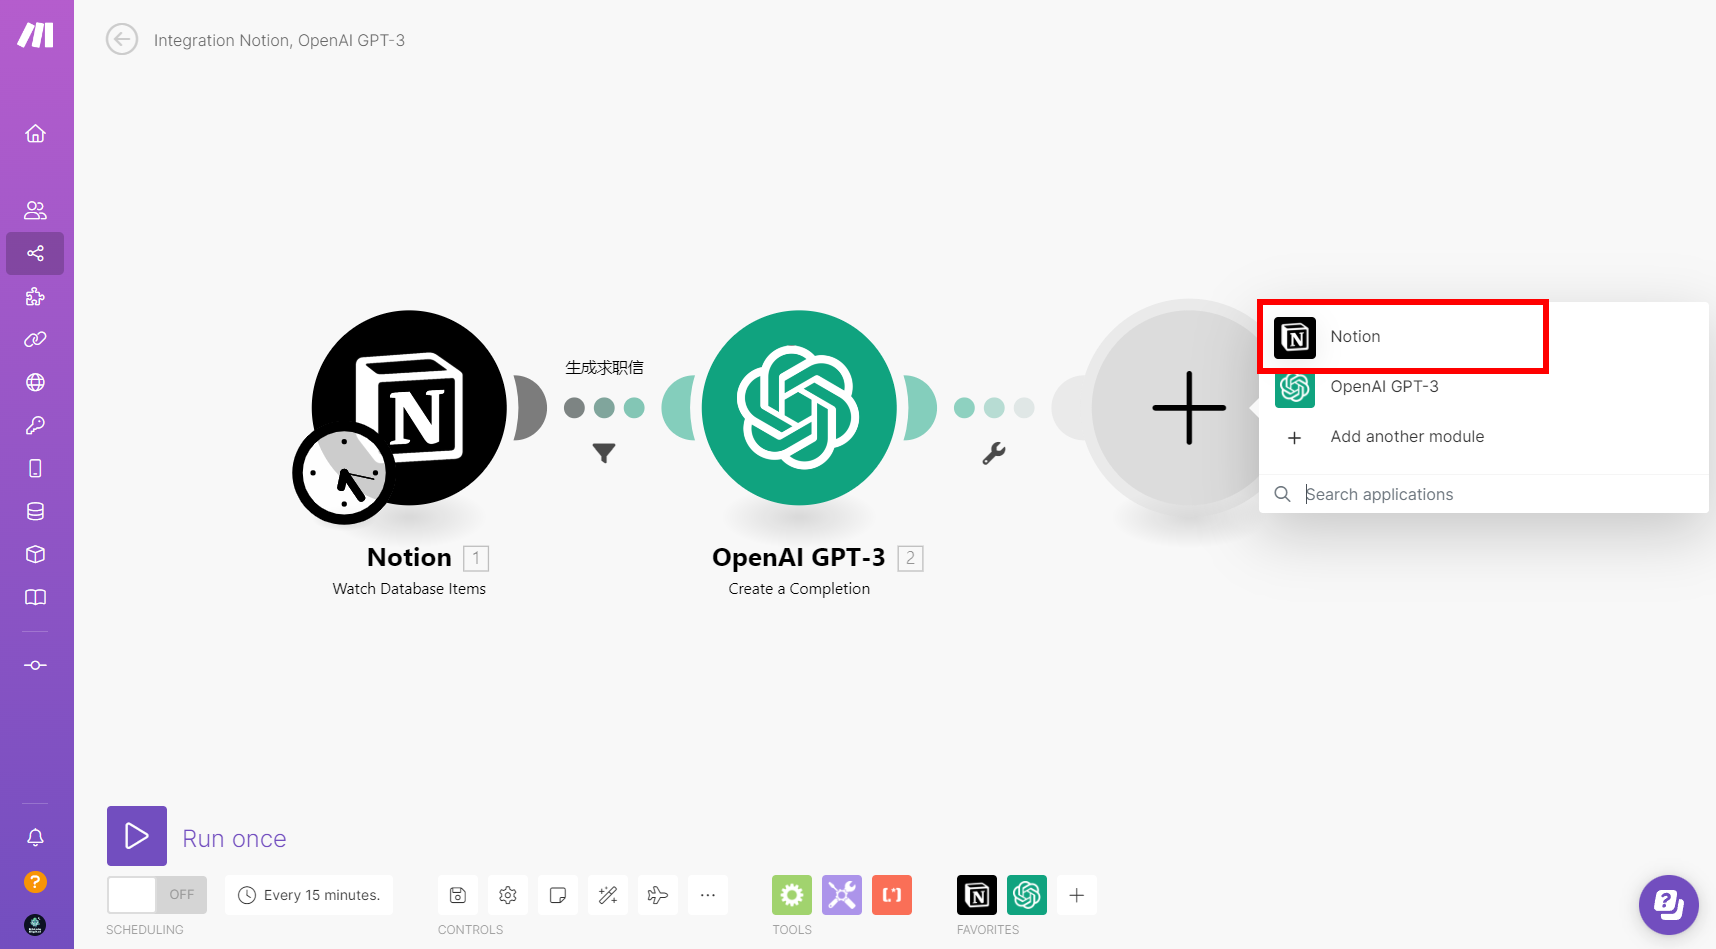 Integration Notion, OpenAI GPT-3
生成求职信
Notion
OpenAI GPT-3
Add another module
Search applications
Notion 1
Watch Database Items
OpenAI GPT-3 2
Create a Completion
Run once
OFF
Every 15 minutes.
SCHEDULING
CONTROLS
TOOLS
FAVORITES